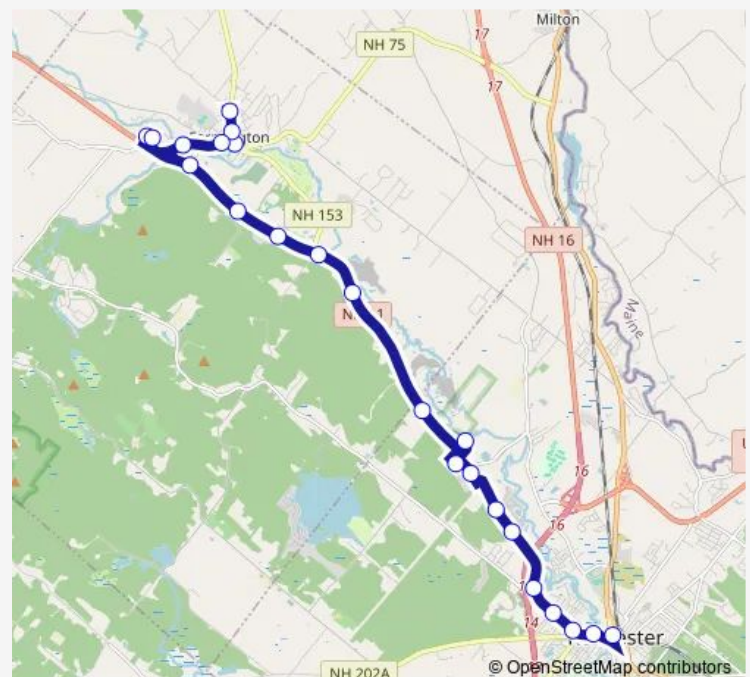 Milton
NH 75
17
17
NH 153
NH 16
Maine
16
16
14
NH 202A
© OpenStreetMap contributors